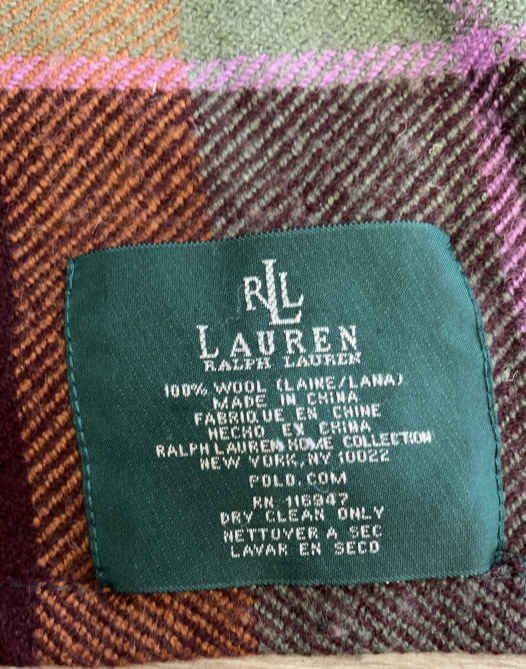 RLL
LAUREN
RALPH LAUREN
100% WOOL (LAINE/LANA)
MADE IN CHINA
FABRIQUE EN CHINE
HECHO EN CHINA
RALPH LAUREN HOME COLLECTION
NEW YORK, NY 10022
POLO.COM
RN 116947
DRY CLEAN ONLY
NETTOYER A SEC
LAVAR EN SECO